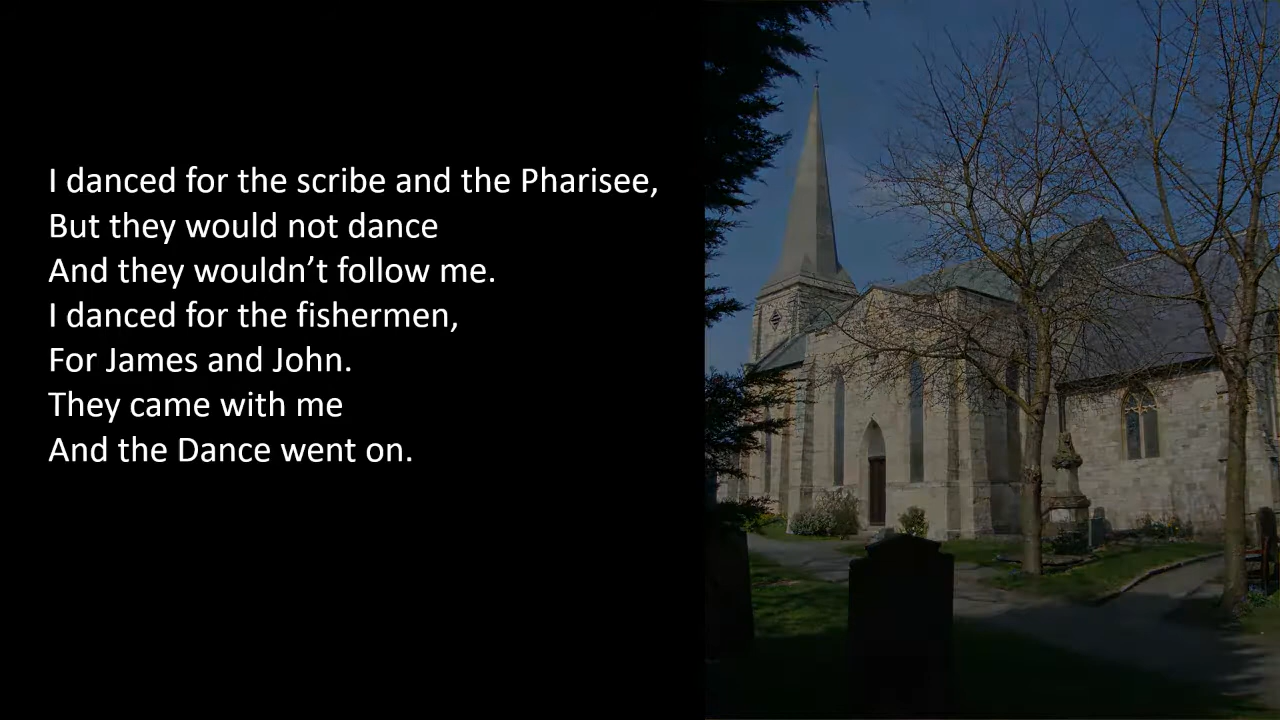 I danced for the scribe and the Pharisee,
But they would not dance
And they wouldn’t follow me.
I danced for the fishermen,
For James and John.
They came with me
And the Dance went on.